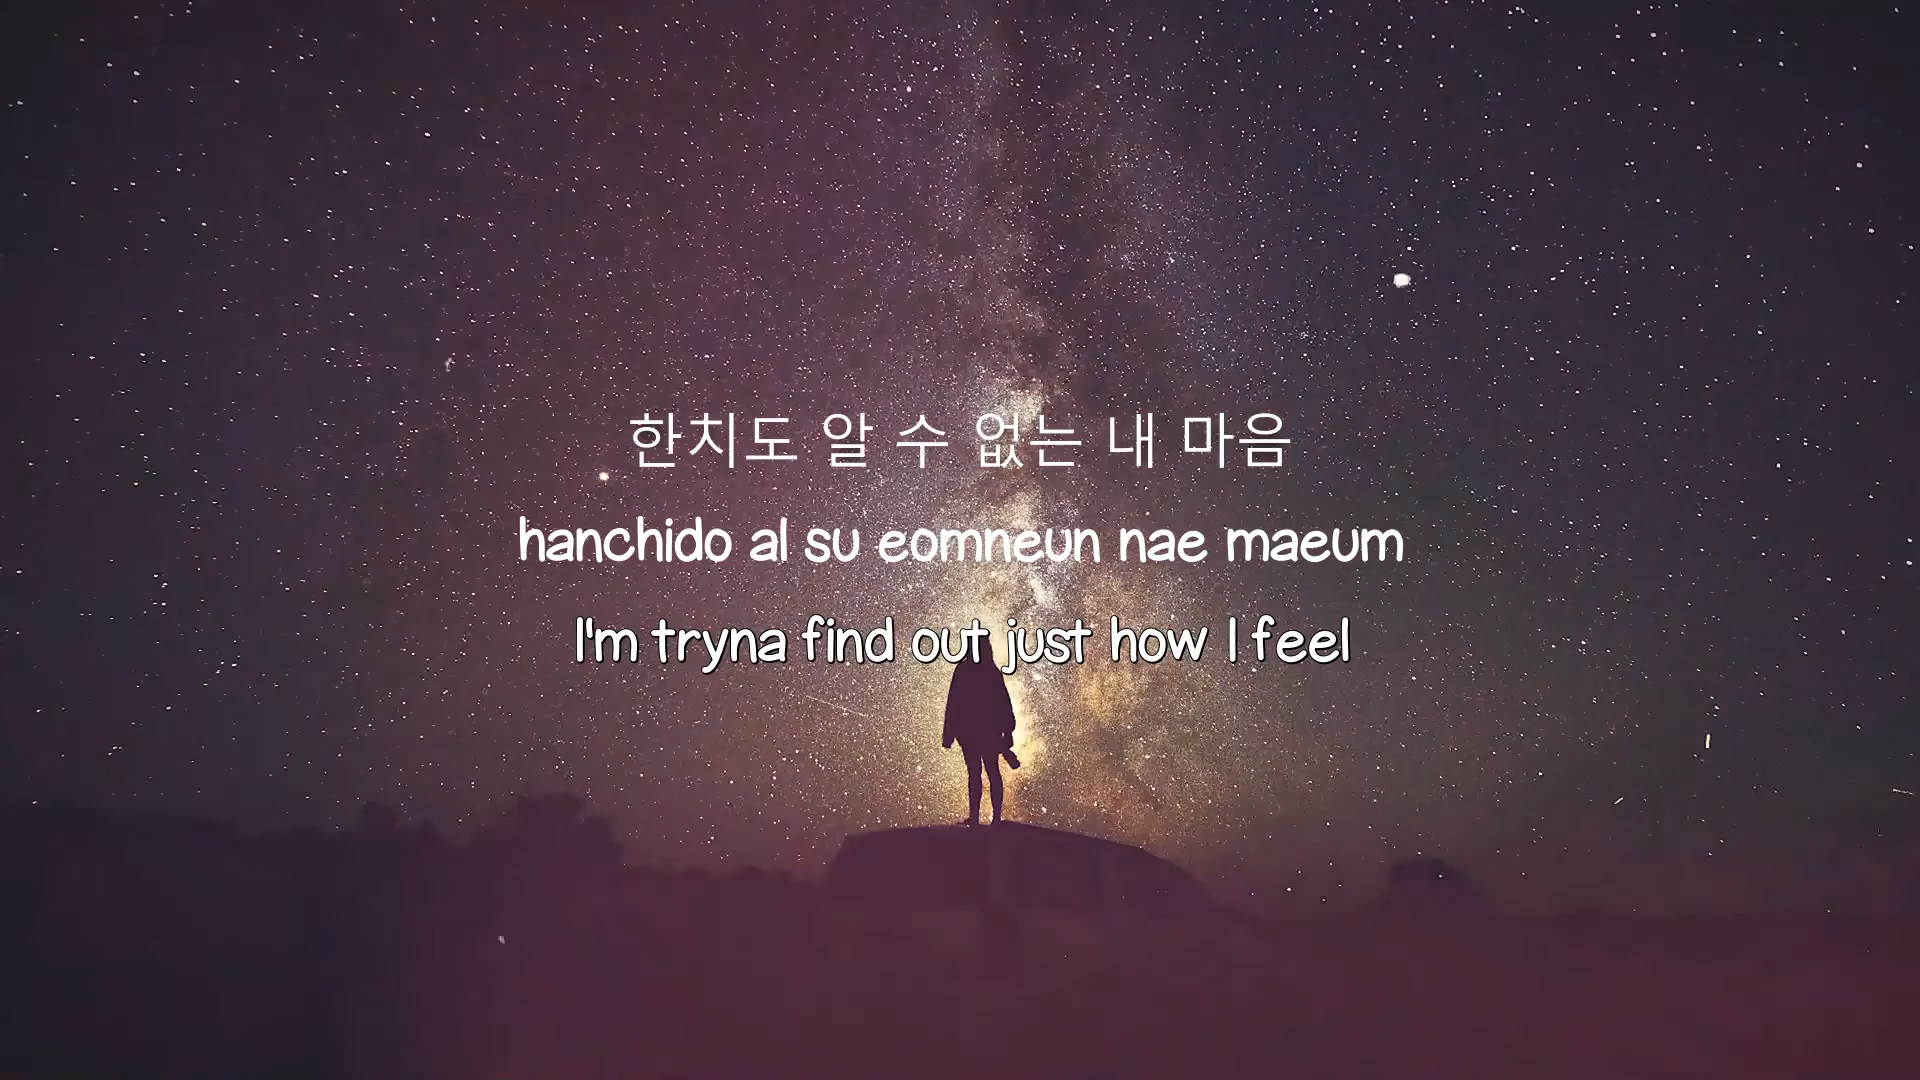 한치도 알 수 없는 내 마음
hanchido al su eomneun nae maeum
I'm tryna find out just how I feel